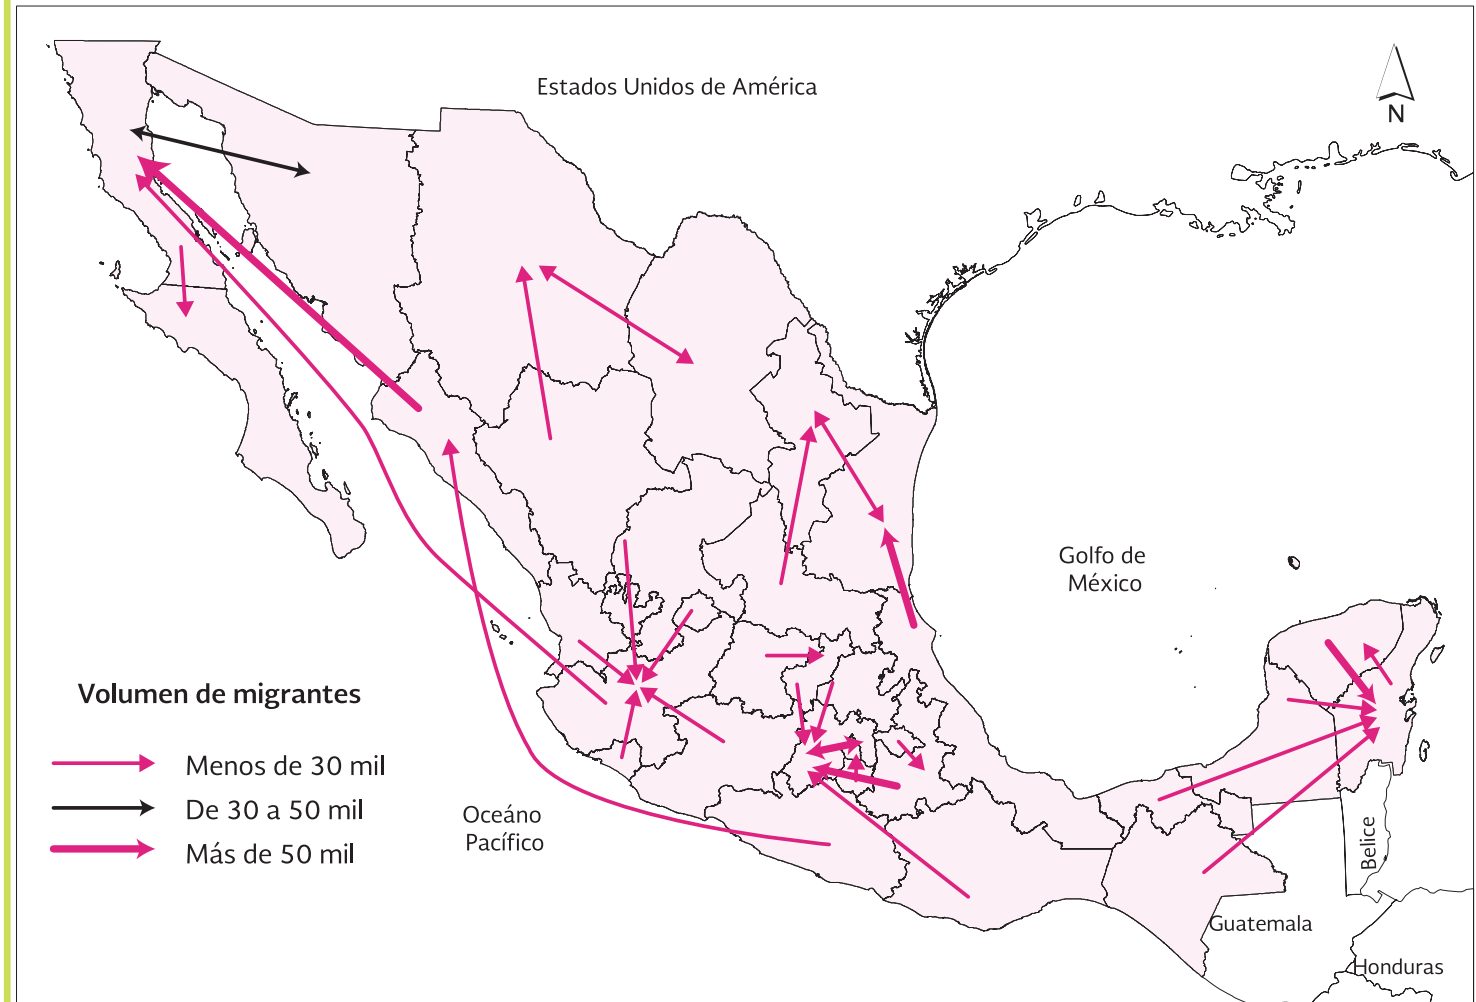 Estados Unidos de América
N
Golfo de
México
Volumen de migrantes
Menos de 30 mil
De 30 a 50 mil
Más de 50 mil
Oceáno
Pacífico
Belice
Guatemala
Honduras